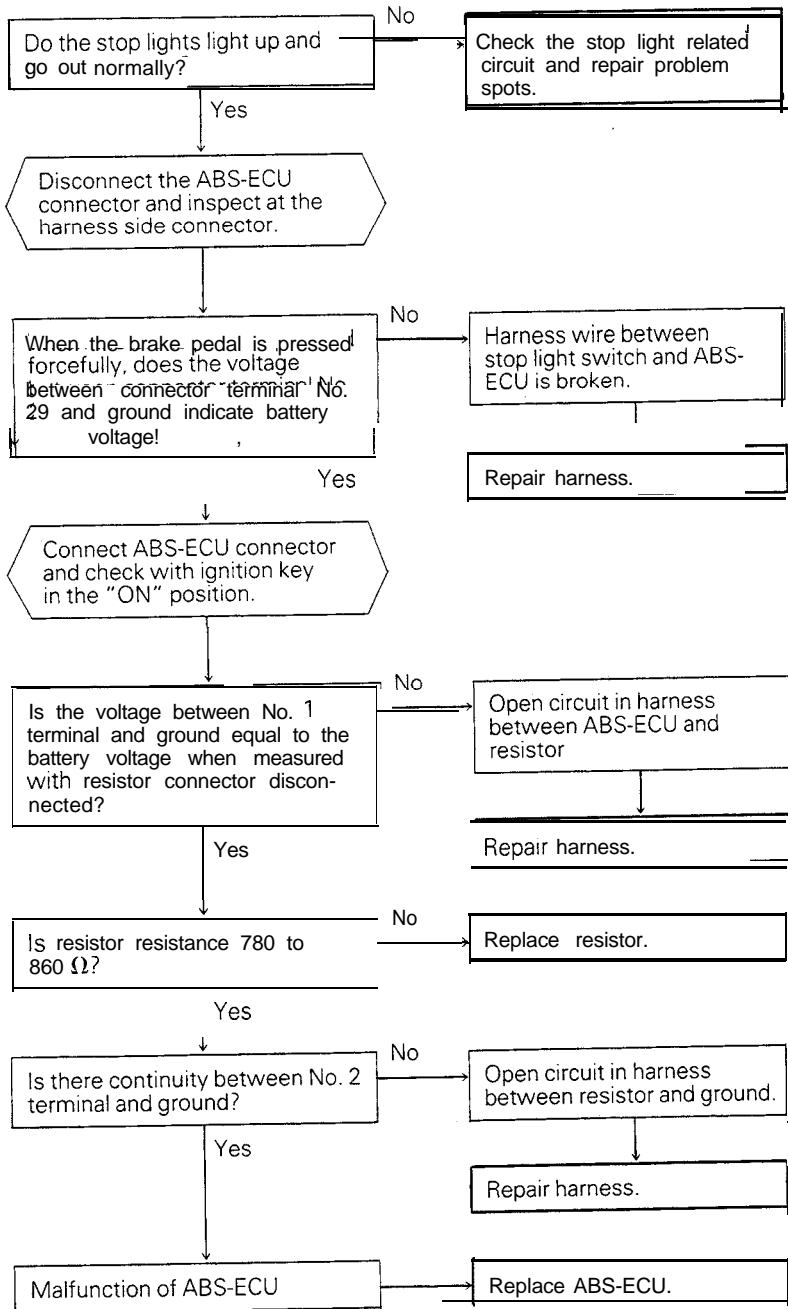 Do the stop lights light up and
go out normally?
No
Check the stop light related
circuit and repair problem
spots.
Yes
Disconnect the ABS-ECU
connector and inspect at the
harness side connector.
When the brake pedal is pressed
forcefully, does the voltage
between connector terminal No.
29 and ground indicate battery
voltage!
No
Harness wire between
stop light switch and ABS-
ECU is broken.
Repair harness.
Yes
Connect ABS-ECU connector
and check with ignition key
in the "ON" position.
Is the voltage between No. 1
terminal and ground equal to the
battery voltage when measured
with resistor connector discon-
nected?
No
Open circuit in harness
between ABS-ECU and
resistor
Repair harness.
Yes
Is resistor resistance 780 to
860 Ω?
No
Replace resistor.
Yes
Is there continuity between No. 2
terminal and ground?
No
Open circuit in harness
between resistor and ground.
Repair harness.
Yes
Malfunction of ABS-ECU
Replace ABS-ECU.